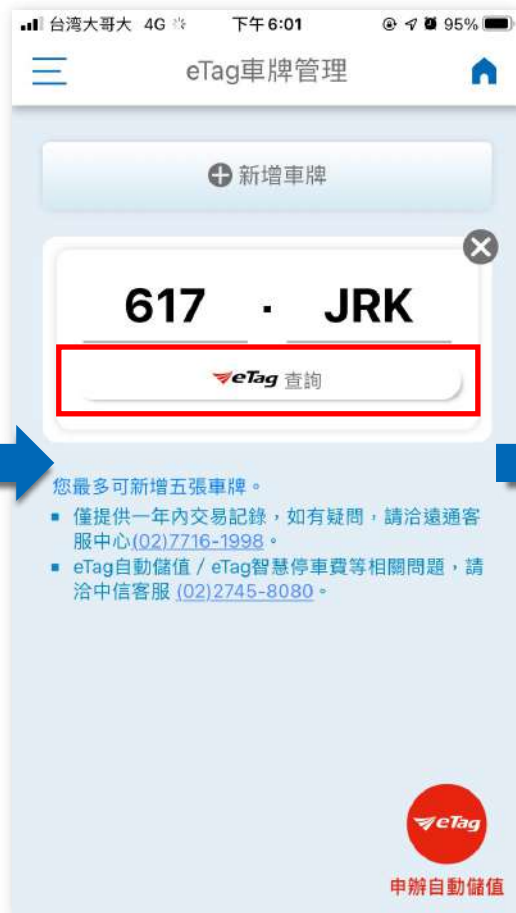 台湾大哥大 4G 下午6:01 95%
eTag車牌管理
新增車牌
617 · JRK
eTag 查詢
您最多可新增五張車牌。
▪ 僅提供一年內交易記錄，如有疑問，請洽遠通客
服中心(02)7716-1998。
▪ eTag自動儲值 / eTag智慧停車費等相關問題，請
洽中信客服 (02)2745-8080。
eTag
申辦自動儲值